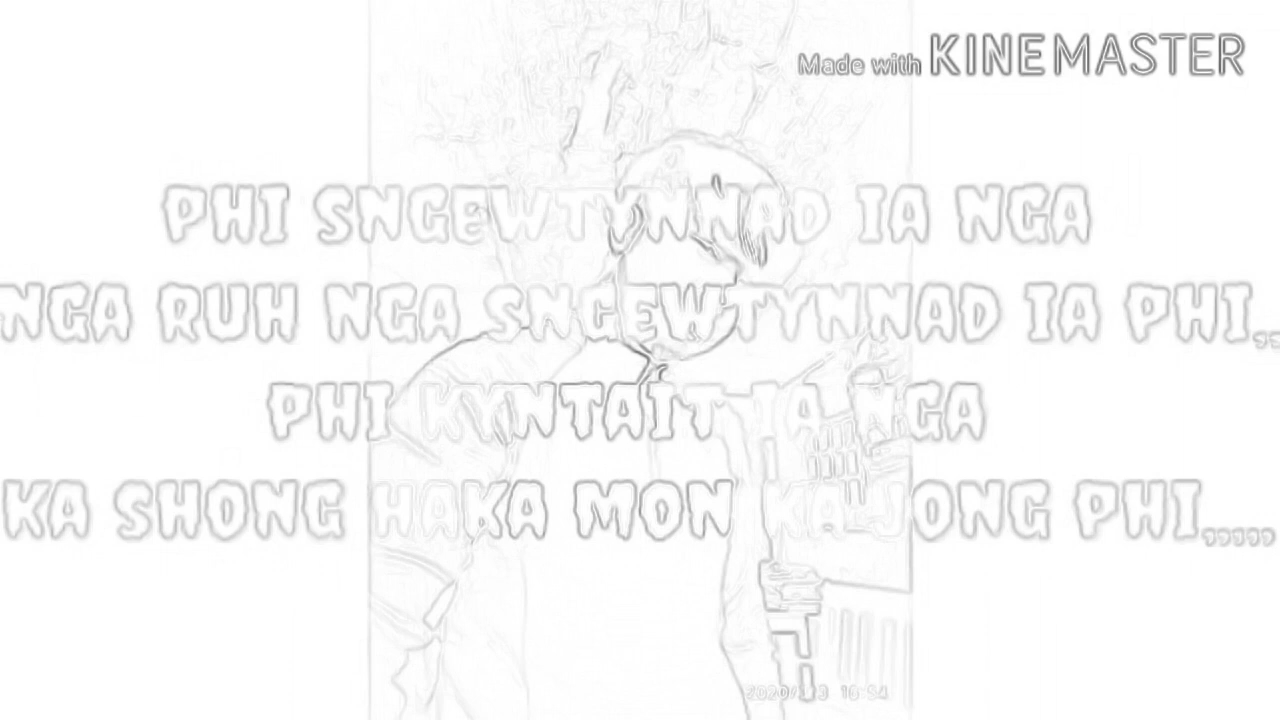 Made with KINEMASTER
PHI SNGEWTYNNAD IA NGA
NGA RUH NGA SNGEWTYNNAD IA PHI,,
PHI KYNTAIT IA NGA
KA SHONG HAKA MON KA JONG PHI,,,,,